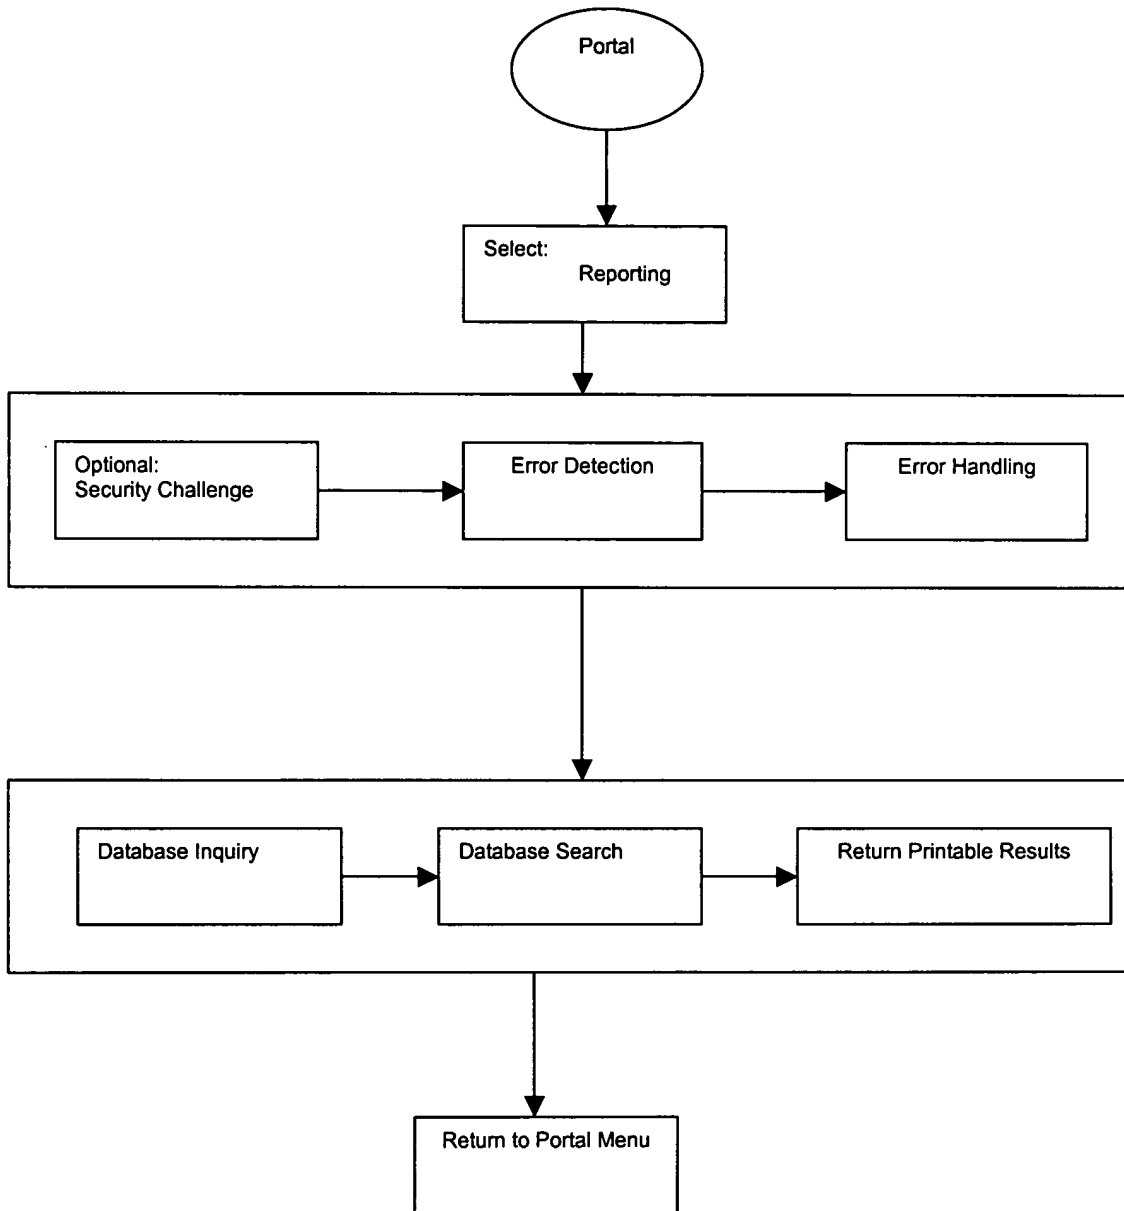 Portal
Select:
Reporting
Optional:
Security Challenge
Error Detection
Error Handling
Database Inquiry
Database Search
Return Printable Results
Return to Portal Menu